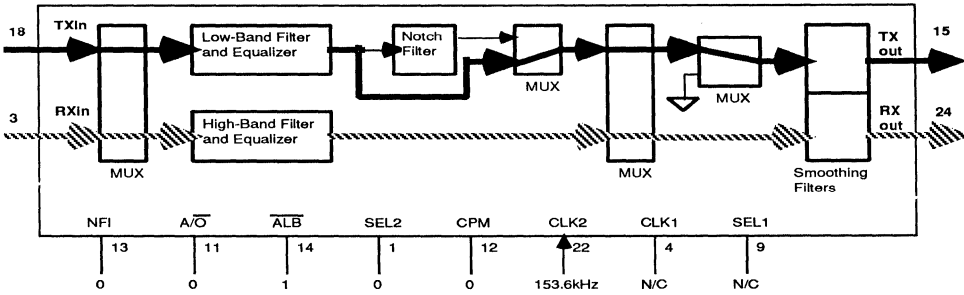 18
TXin
Low-Band Filter
and Equalizer
Notch
Filter
MUX
MUX
TX
out
15
3
RXin
High-Band Filter
and Equalizer
RX
out
24
MUX
MUX
Smoothing
Filters
NFI
A/O̅
A̅L̅B̅
SEL2
CPM
CLK2
CLK1
SEL1
13
11
14
1
12
22
4
9
0
0
1
0
0
153.6kHz
N/C
N/C